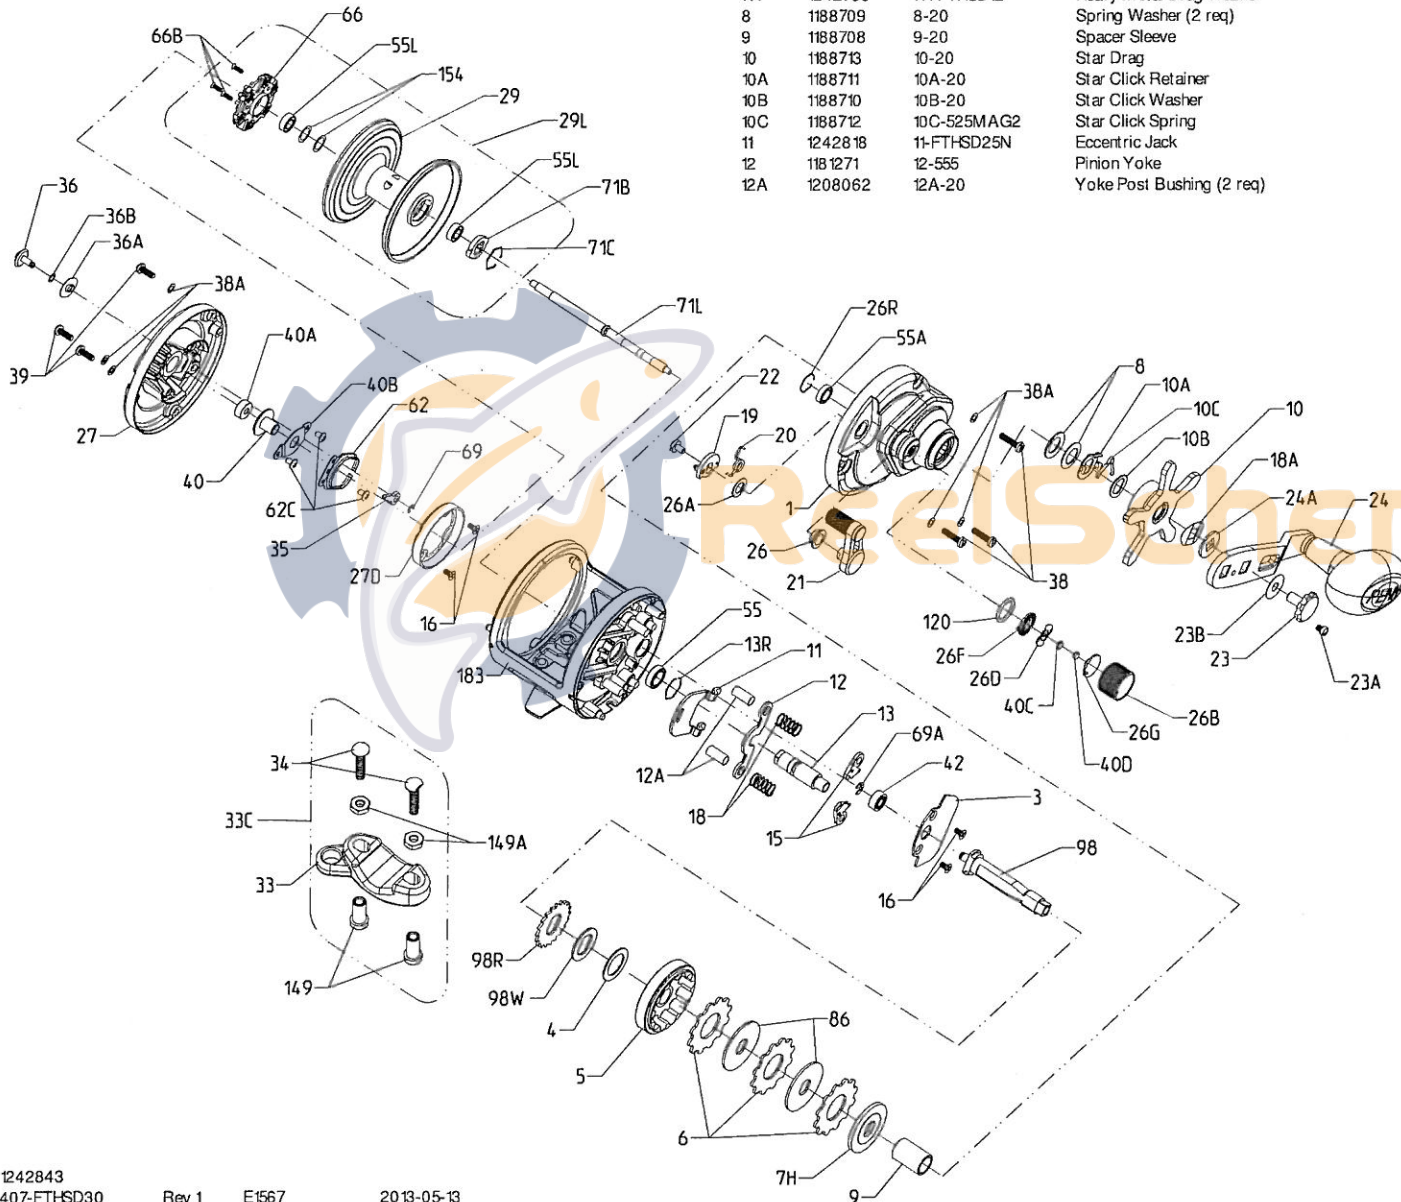 8 1188709 8-20 Spring Washer (2 req)
9 1188708 9-20 Spacer Sleeve
10 1188713 10-20 Star Drag
10A 1188711 10A-20 Star Click Retainer
10B 1188710 10B-20 Star Click Washer
10C 1188712 10C-525MAG2 Star Click Spring
11 1242818 11-FTHSD25N Eccentric Jack
12 1181271 12-555 Pinion Yoke
12A 1208062 12A-20 Yoke Post Bushing (2 req)
66
66B
55L
154
29
29L
55L
71B
71C
36
36B
36A
38A
71L
40A
40B
62
39
27
40
62C
69
35
27D
16
26R
55A
22
19
20
26A
1
26
21
38A
38
8
10A
10C
10B
10
18A
24A
24
23B
23
23A
ReelSchem
120
26F
26D
40C
40D
26G
26B
183
55
13R
11
12
13
69A
42
12A
18
15
3
98
16
34
33C
149A
33
149
98R
98W
4
5
86
6
7H
9
1242843
407-FTHSD30 Rev 1 E1567 2013-05-13